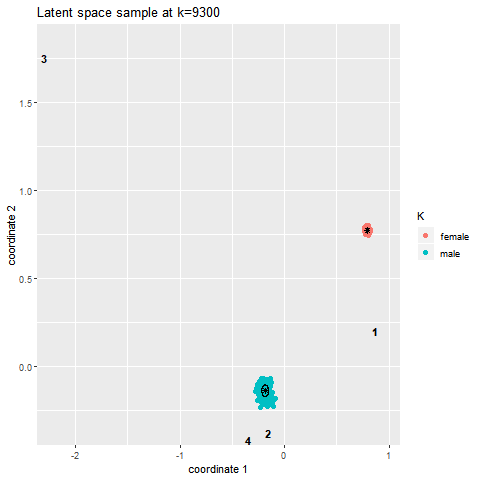 Latent space sample at k=9300
3
1.5
1.0
0.5
0.0
coordinate 2
1
2
4
-2
-1
0
1
coordinate 1
K
female
male